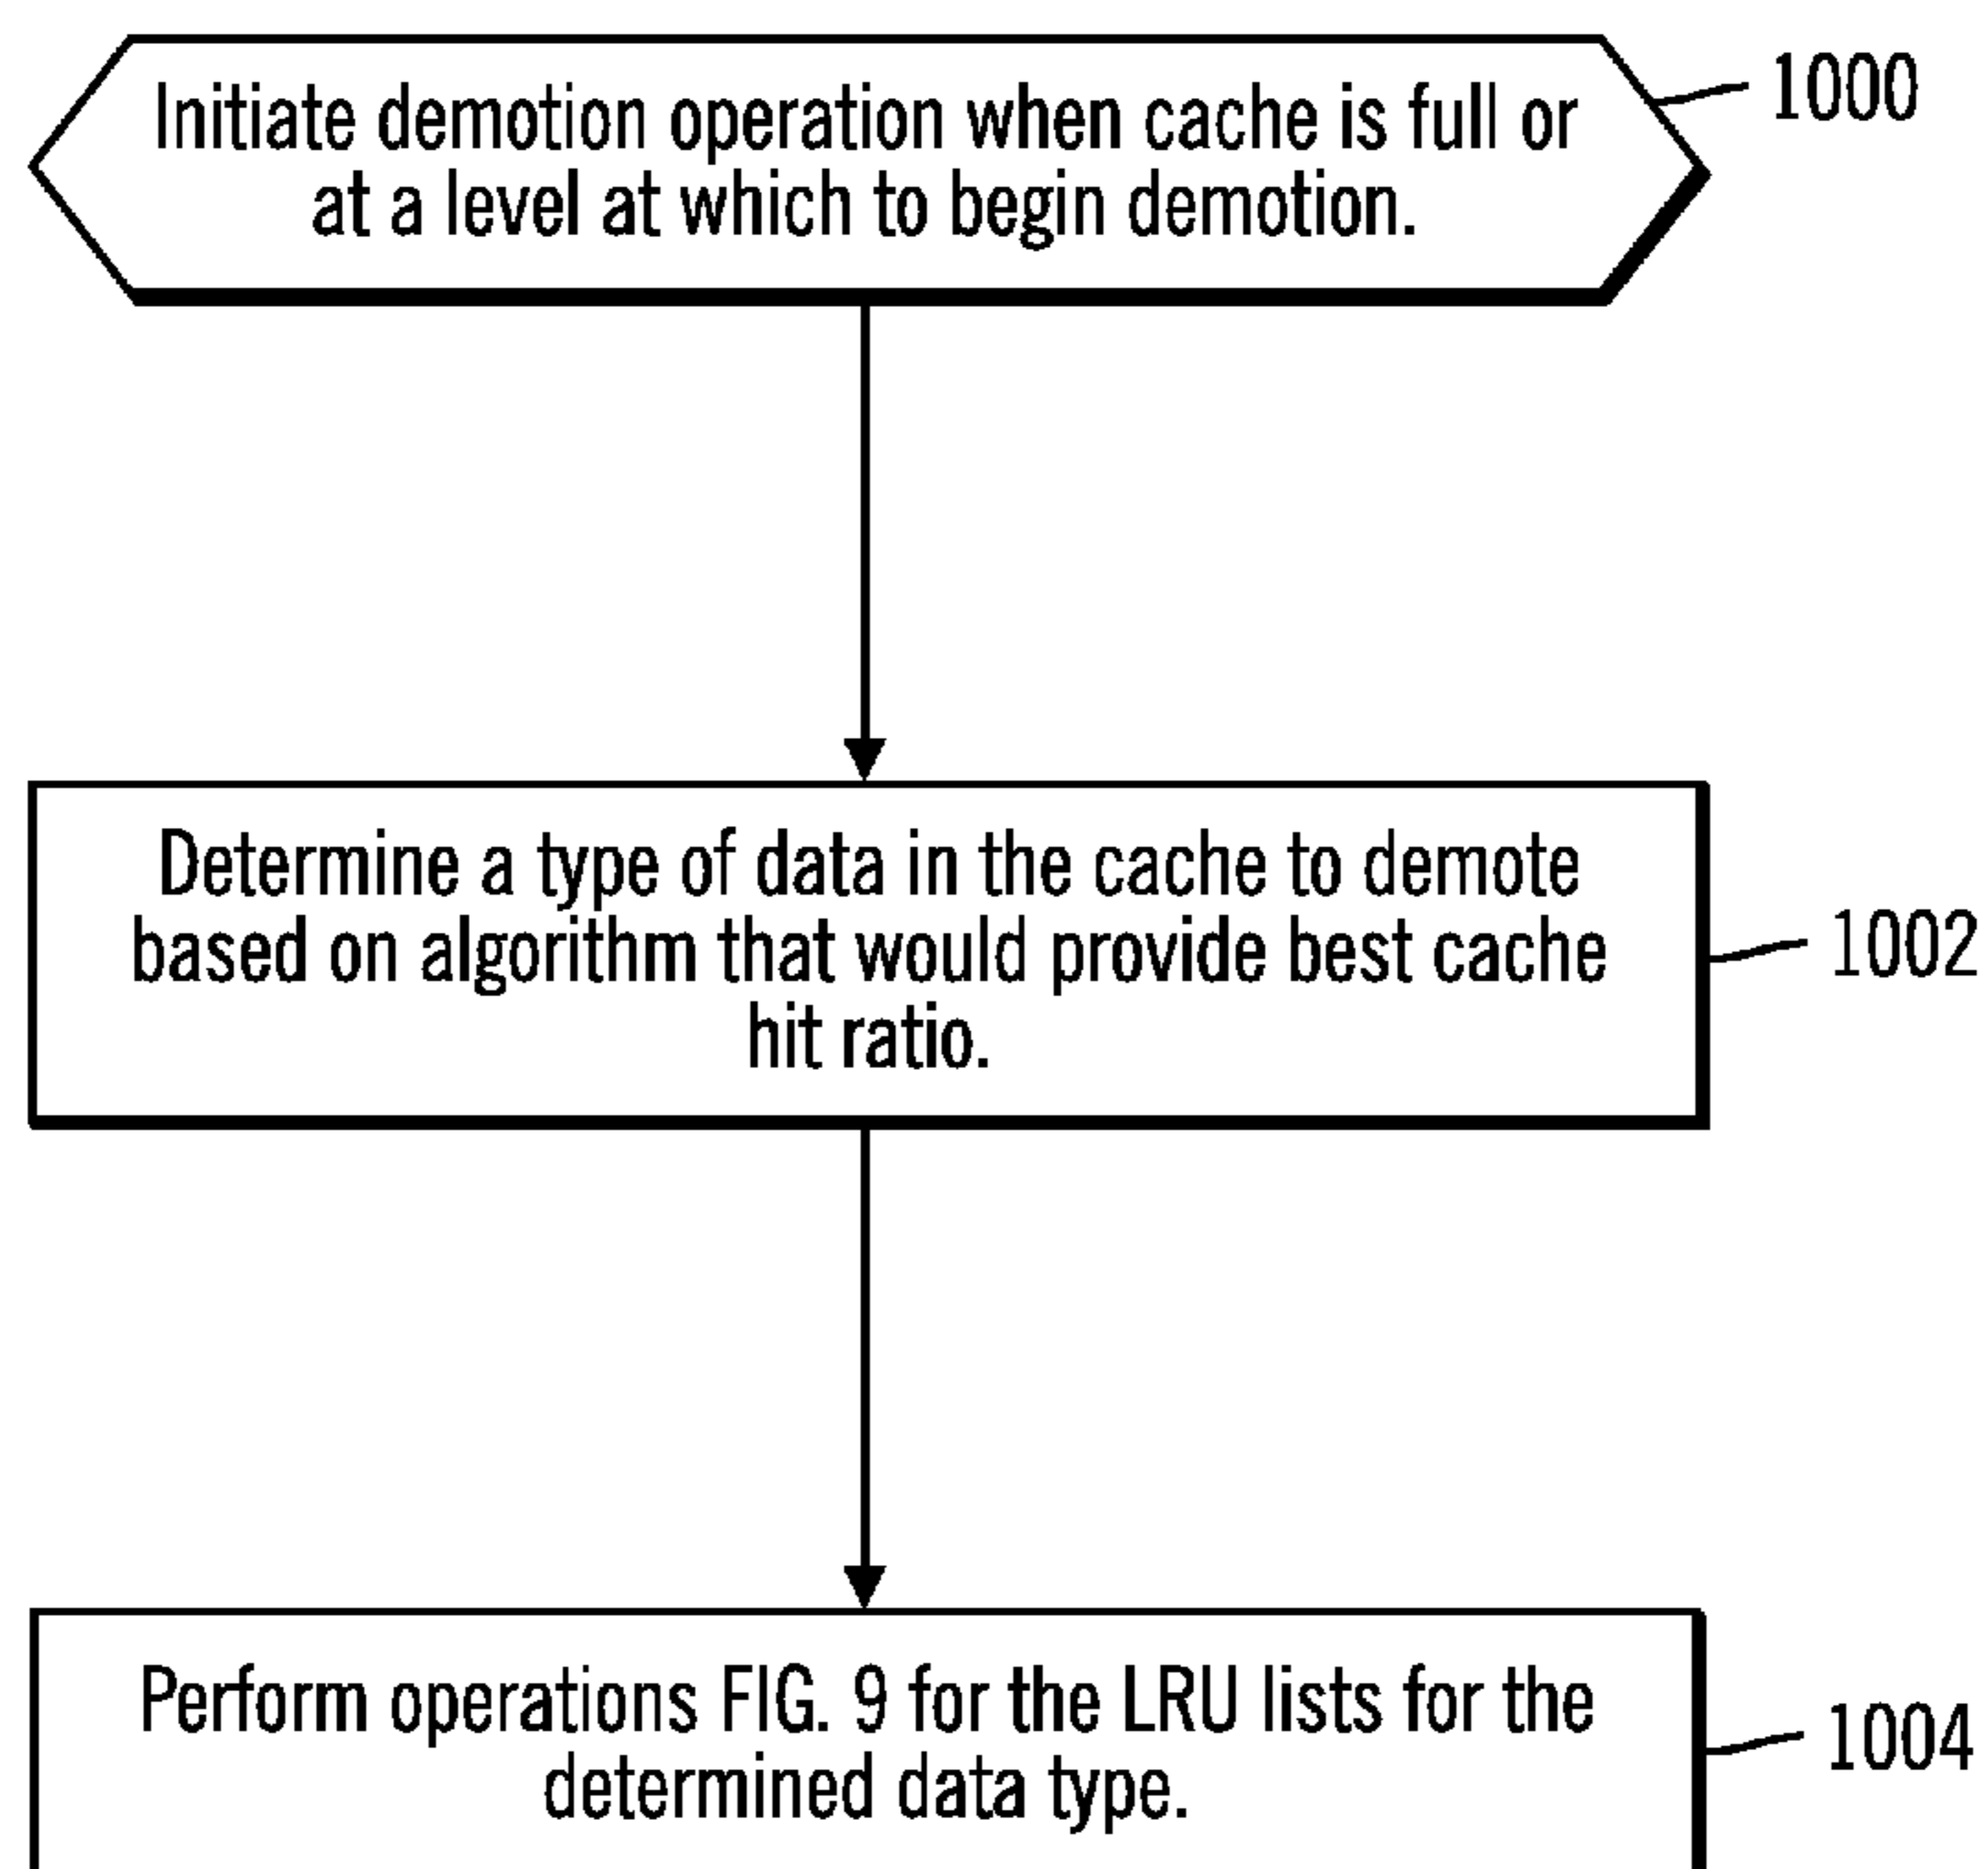 Initiate demotion operation when cache is full or
at a level at which to begin demotion.
1000
Determine a type of data in the cache to demote
based on algorithm that would provide best cache
hit ratio.
1002
Perform operations FIG. 9 for the LRU lists for the
determined data type.
1004